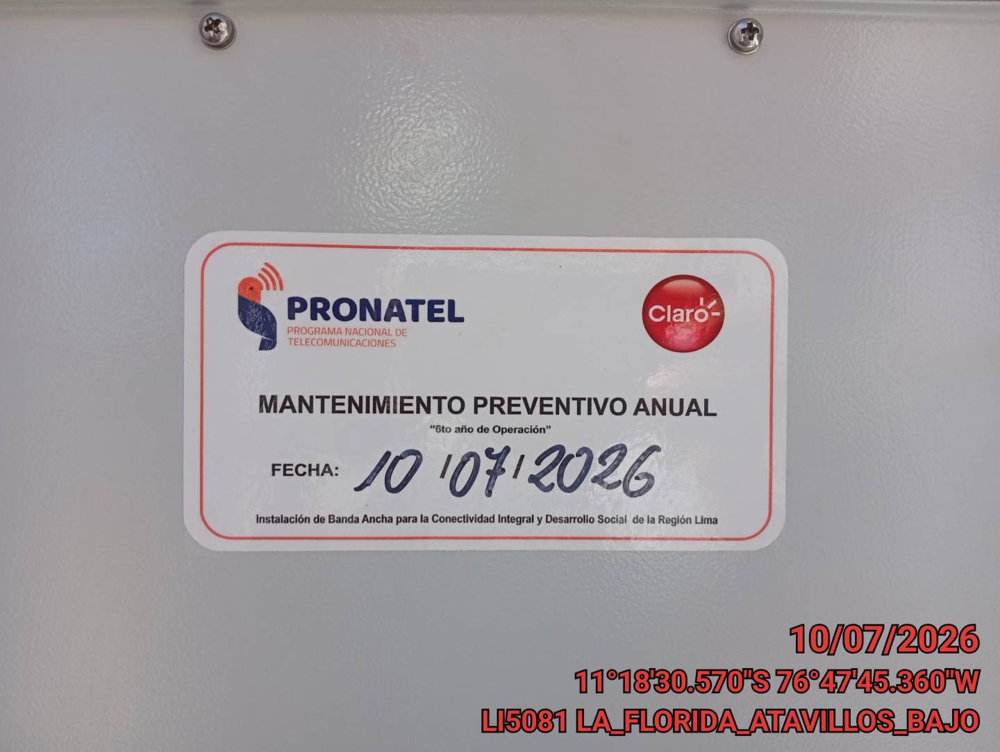 PRONATEL
PROGRAMA NACIONAL DE
TELECOMUNICACIONES
Claro
MANTENIMIENTO PREVENTIVO ANUAL
“6to año de Operación”
FECHA: 10/07/2026
Instalación de Banda Ancha para la Conectividad Integral y Desarrollo Social de la Región Lima
10/07/2026
11°18'30.570"S 76°47'45.360"W
LI5081 LA_FLORIDA_ATAVILLOS_BAJO